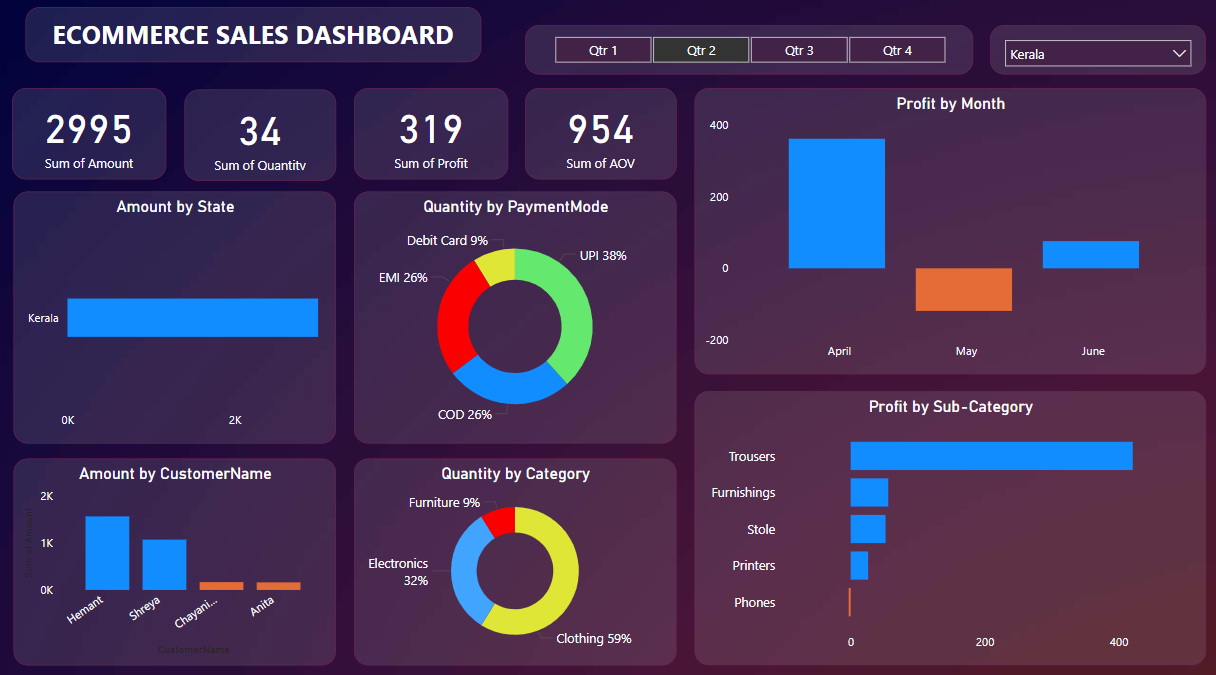 ECOMMERCE SALES DASHBOARD
Qtr 1
Qtr 2
Qtr 3
Qtr 4
Kerala
2995
Sum of Amount
34
Sum of Quantity
319
Sum of Profit
954
Sum of AOV
Profit by Month
400
200
0
-200
April
May
June
Amount by State
Kerala
0K
2K
Quantity by PaymentMode
Debit Card 9%
UPI 38%
EMI 26%
COD 26%
Profit by Sub-Category
Trousers
Furnishings
Stole
Printers
Phones
0
200
400
Amount by CustomerName
Sum of Amount
2K
1K
0K
Hemant
Shreya
Chayani...
Anita
CustomerName
Quantity by Category
Furniture 9%
Electronics
32%
Clothing 59%